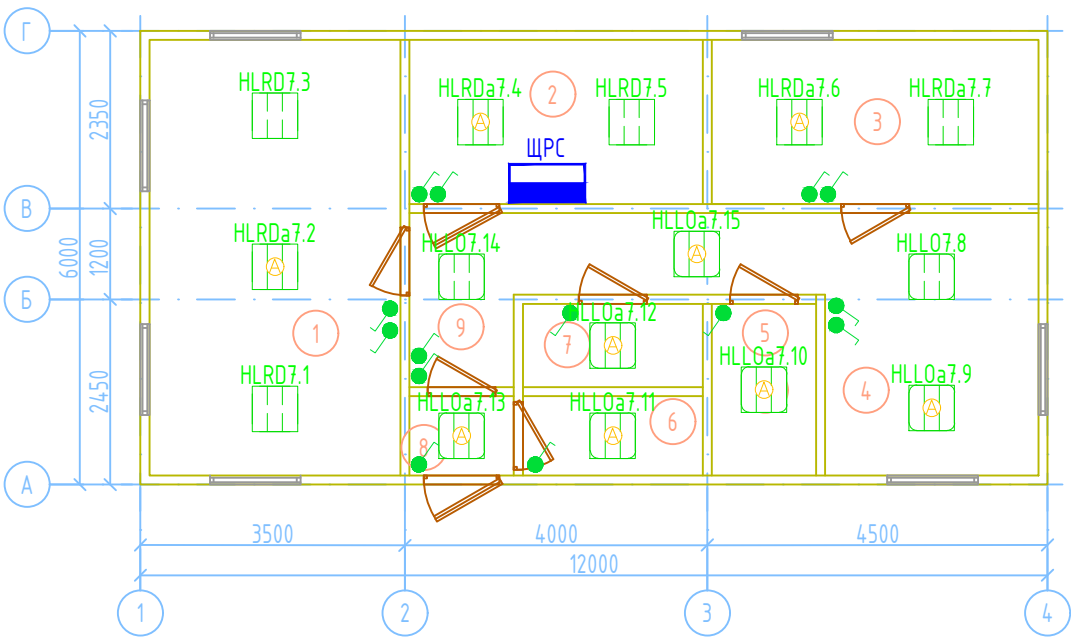 Г
HLRD7.3
HLRDa7.4
2
HLRD7.5
HLRDa7.6
3
HLRDa7.7
А
А
2350
ЩРС
В
HLRDa7.2
HLLO7.14
HLLOa7.15
HLLO7.8
6000
1200
А
А
Б
HLLOa7.12
1
9
7
А
5
HLLOa7.10
HLRD7.1
HLLOa7.9
2450
А
4
А
HLLOa7.13
HLLOa7.11
6
8
А
А
А
3500
4000
4500
12000
1
2
3
4